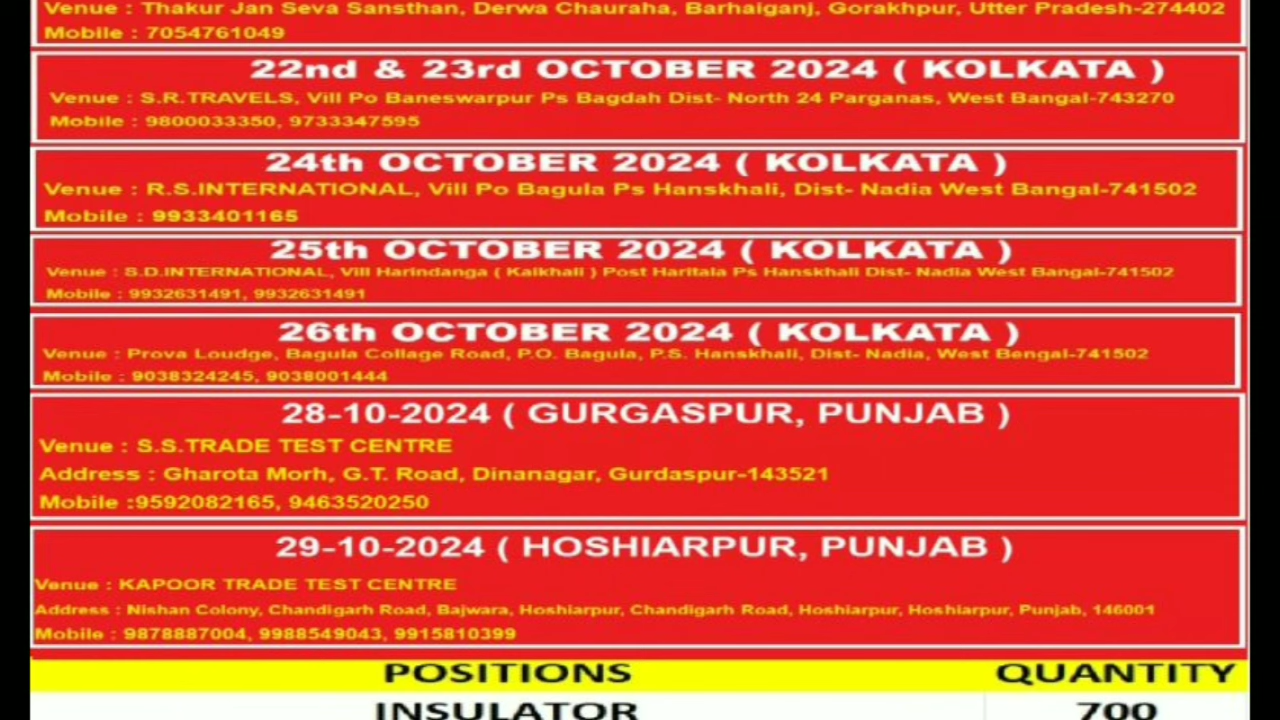 Venue : Thakur Jan Seva Sansthan, Derwa Chauraha, Barhalganj, Gorakhpur, Utter Pradesh-274402
Mobile : 7054761049
22nd & 23rd OCTOBER 2024 ( KOLKATA )
Venue : S.R.TRAVELS, Vill Po Baneswarpur Ps Bagdah Dist- North 24 Parganas, West Bangal-743270
Mobile : 9800033350, 9733347595
24th OCTOBER 2024 ( KOLKATA )
Venue : R.S.INTERNATIONAL, Vill Po Bagula Ps Hanskhali, Dist- Nadia West Bangal-741502
Mobile : 9933401165
25th OCTOBER 2024 ( KOLKATA )
Venue : S.D.INTERNATIONAL, Vill Harindanga ( Kaikhali ) Post Haritala Ps Hanskhali Dist- Nadia West Bangal-741502
Mobile : 9932631491, 9932631491
26th OCTOBER 2024 ( KOLKATA )
Venue : Prova Loudge, Bagula Collage Road, P.O. Bagula, P.S. Hanskhali, Dist- Nadia, West Bengal-741502
Mobile : 9038324245, 9038001444
28-10-2024 ( GURGASPUR, PUNJAB )
Venue : S.S.TRADE TEST CENTRE
Address : Gharota Morh, G.T. Road, Dinanagar, Gurdaspur-143521
Mobile :9592082165, 9463520250
29-10-2024 ( HOSHIARPUR, PUNJAB )
Venue : KAPOOR TRADE TEST CENTRE
Address : Nishan Colony, Chandigarh Road, Bajwara, Hoshiarpur, Chandigarh Road, Hoshiarpur, Hoshiarpur, Punjab, 146001
Mobile : 9878887004, 9988549043, 9915810399
POSITIONS QUANTITY
INSULATOR 700